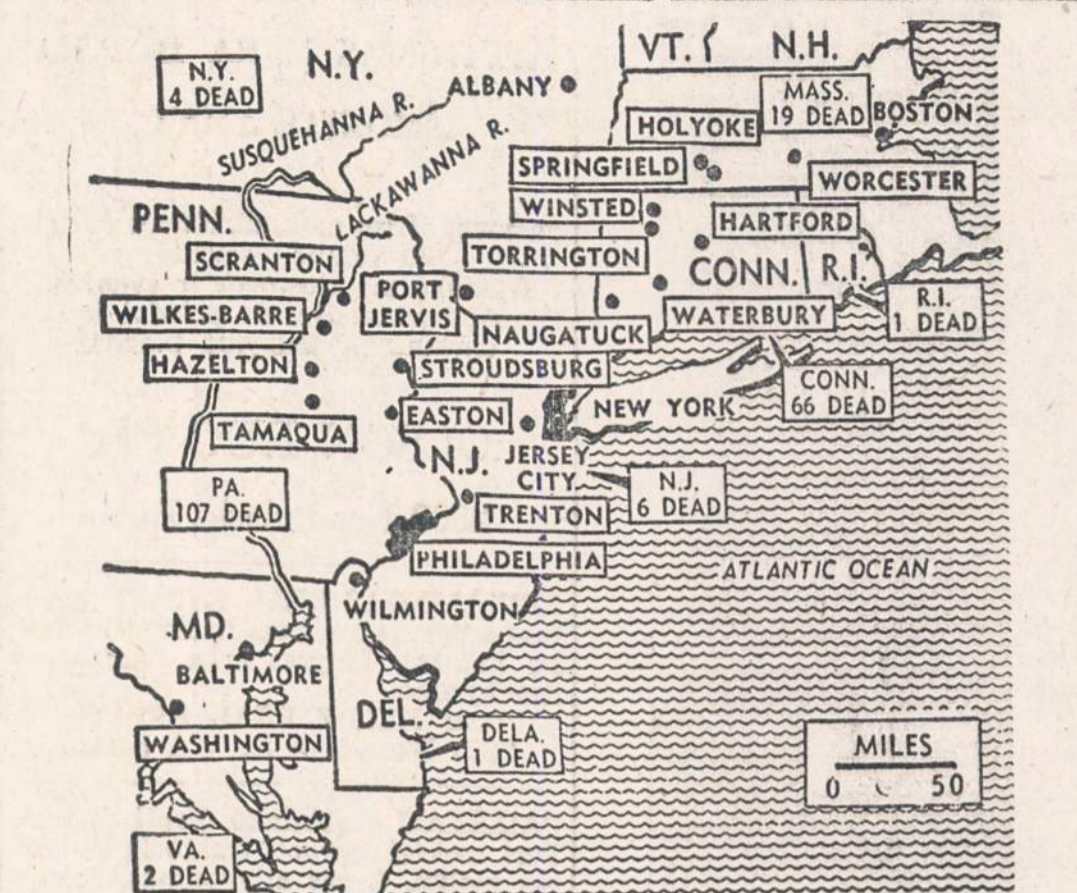 VT.
N.H.
N.Y.
N.Y.
4 DEAD
ALBANY
MASS.
19 DEAD
BOSTON
HOLYOKE
SUSQUEHANNA R.
LACKAWANNA R.
SPRINGFIELD
WORCESTER
WINSTED
HARTFORD
PENN.
TORRINGTON
SCRANTON
CONN.
R.I.
PORT
JERVIS
R.I.
1 DEAD
WILKES-BARRE
WATERBURY
NAUGATUCK
HAZELTON
STROUDSBURG
CONN.
66 DEAD
EASTON
NEW YORK
TAMAQUA
N.J.
JERSEY
CITY
N.J.
6 DEAD
PA.
107 DEAD
TRENTON
PHILADELPHIA
ATLANTIC OCEAN
WILMINGTON
MD.
BALTIMORE
DEL.
WASHINGTON
DELA.
1 DEAD
MILES
0 50
VA.
2 DEAD